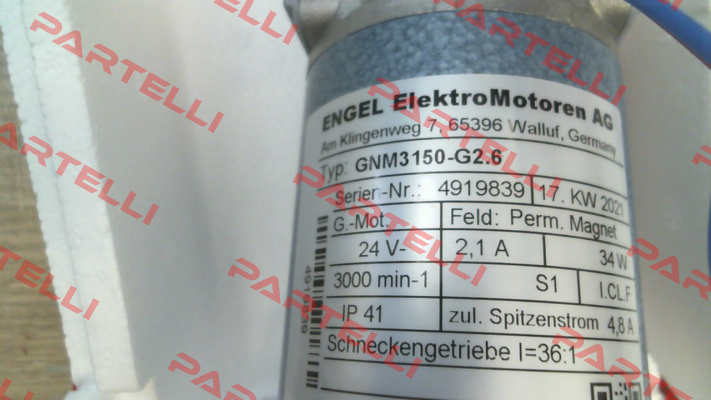 ENGEL ElektroMotoren AG
Am Klingenweg 7, 65396 Walluf, Germany
Typ: GNM3150-G2.6
Serien-Nr.: 4919839 17. KW 2021
G.-Mot. Feld: Perm. Magnet
24 V- 2,1 A 34 W
3000 min-1 S1 I.CL.F
IP 41 zul. Spitzenstrom 4,8 A
Schneckengetriebe I=36:1
4919839
PARTELLI
PARTELLI
PARTELLI
PARTELLI
PARTELLI
PARTELLI
PARTELLI
PARTELLI
PARTELLI